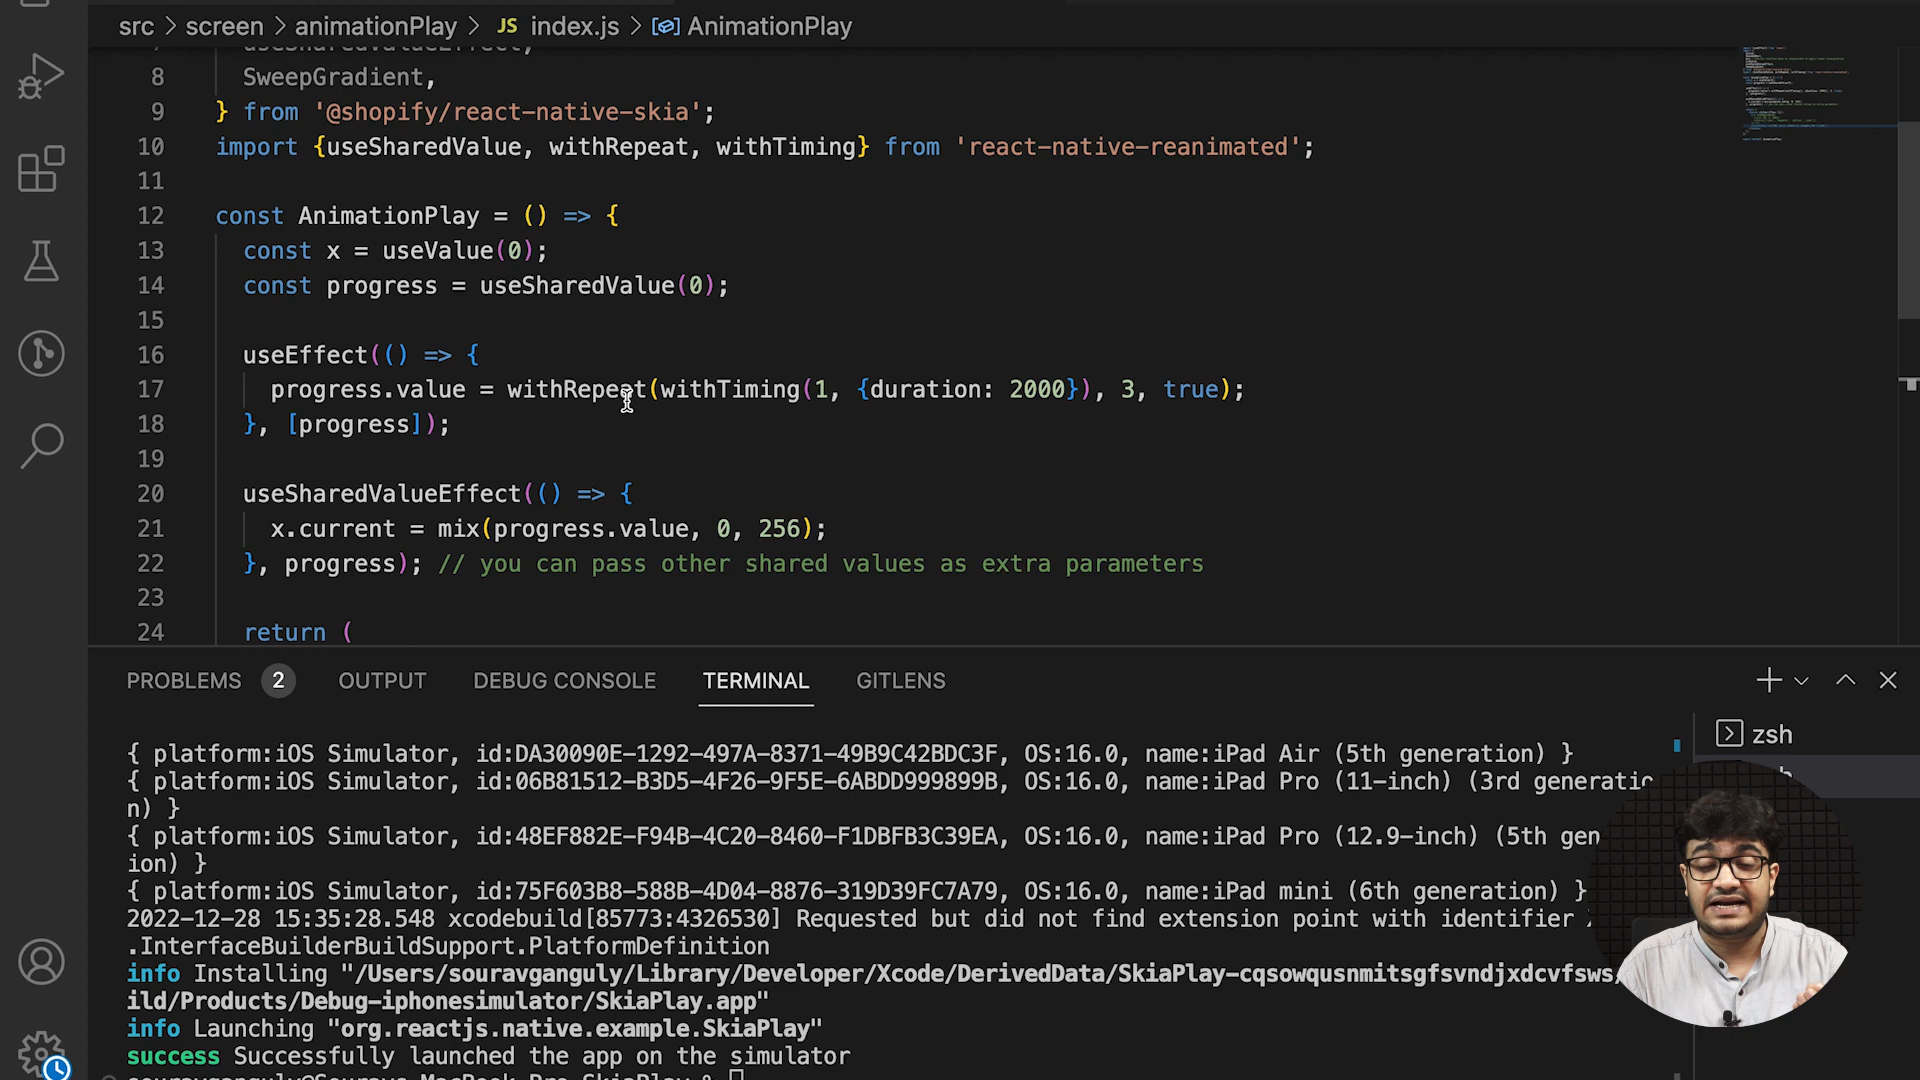 src > screen > animationPlay > JS index.js > AnimationPlay
7 useSharedValueEffect,
8 SweepGradient,
9 } from '@shopify/react-native-skia';
10 import {useSharedValue, withRepeat, withTiming} from 'react-native-reanimated';
11
12 const AnimationPlay = () => {
13 const x = useValue(0);
14 const progress = useSharedValue(0);
15
16 useEffect(() => {
17 progress.value = withRepeat(withTiming(1, {duration: 2000}), 3, true);
18 }, [progress]);
19
20 useSharedValueEffect(() => {
21 x.current = mix(progress.value, 0, 256);
22 }, progress); // you can pass other shared values as extra parameters
23
24 return (
PROBLEMS 2 OUTPUT DEBUG CONSOLE TERMINAL GITLENS
zsh
{ platform:iOS Simulator, id:DA30090E-1292-497A-8371-49B9C42BDC3F, OS:16.0, name:iPad Air (5th generation) }
{ platform:iOS Simulator, id:06B81512-B3D5-4F26-9F5E-6ABDD999899B, OS:16.0, name:iPad Pro (11-inch) (3rd generatio
n) }
{ platform:iOS Simulator, id:48EF882E-F94B-4C20-8460-F1DBFB3C39EA, OS:16.0, name:iPad Pro (12.9-inch) (5th gen
ion) }
{ platform:iOS Simulator, id:75F603B8-588B-4D04-8876-319D39FC7A79, OS:16.0, name:iPad mini (6th generation) }
2022-12-28 15:35:28.548 xcodebuild[85773:4326530] Requested but did not find extension point with identifier
.InterfaceBuilderBuildSupport.PlatformDefinition
info Installing "/Users/souravganguly/Library/Developer/Xcode/DerivedData/SkiaPlay-cqsowqusnmitsgfsvndjxdcvfsws/
ild/Products/Debug-iphonesimulator/SkiaPlay.app"
info Launching "org.reactjs.native.example.SkiaPlay"
success Successfully launched the app on the simulator
souravganguly@Souravs-MacBook-Pro SkiaPlay %